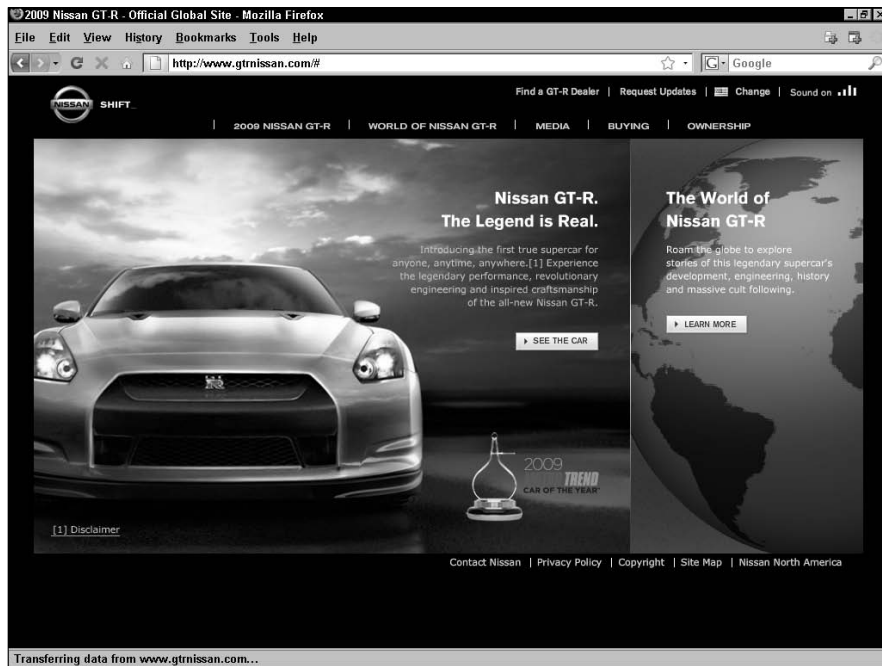 2009 Nissan GT-R - Official Global Site - Mozilla Firefox
File Edit View History Bookmarks Tools Help
http://www.gtrnissan.com/#
G Google
Find a GT-R Dealer | Request Updates | Change | Sound on
NISSAN SHIFT_
| 2009 NISSAN GT-R | WORLD OF NISSAN GT-R | MEDIA | BUYING | OWNERSHIP
Nissan GT-R.
The Legend is Real.
Introducing the first true supercar for
anyone, anytime, anywhere.[1] Experience
the legendary performance, revolutionary
engineering and inspired craftsmanship
of the all-new Nissan GT-R.
SEE THE CAR
The World of
Nissan GT-R
Roam the globe to explore
stories of this legendary supercar's
development, engineering, history
and massive cult following.
LEARN MORE
2009
TREND
CAR OF THE YEAR
[1] Disclaimer
Contact Nissan | Privacy Policy | Copyright | Site Map | Nissan North America
Transferring data from www.gtrnissan.com...